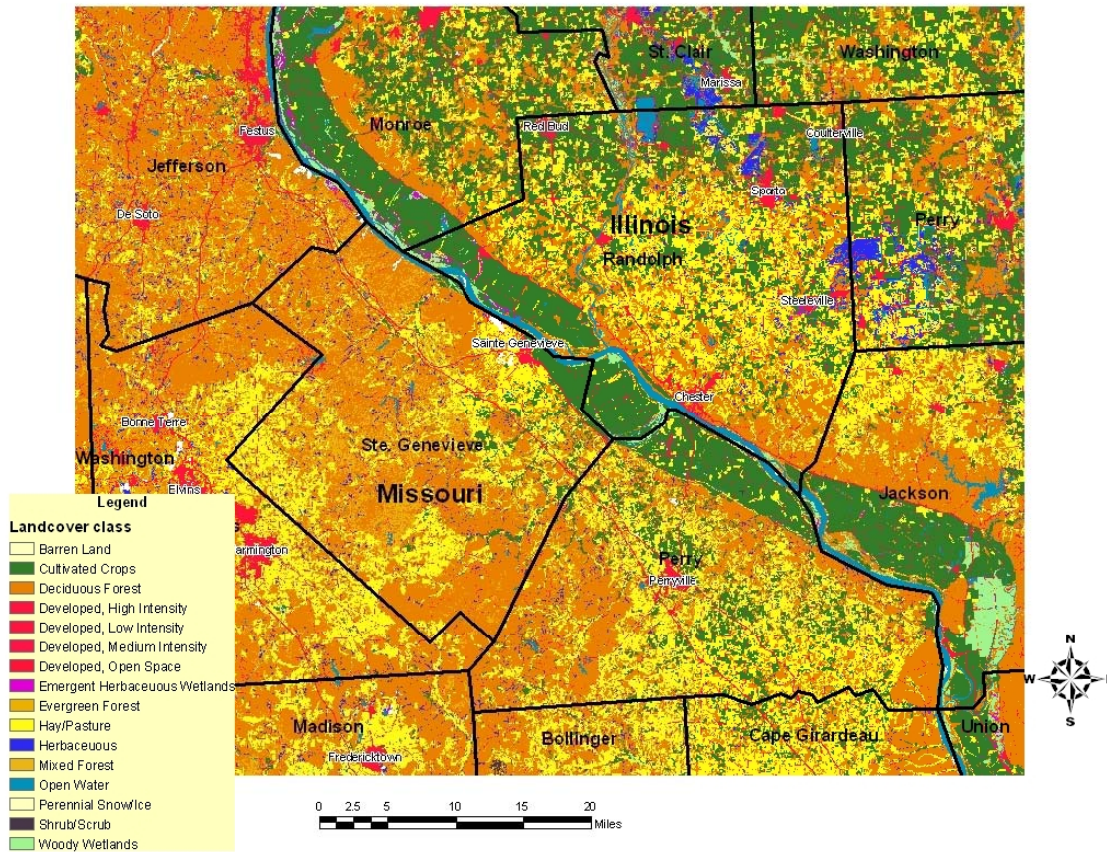 St. Clair
Washington
Marissa
Monroe
Red Bud
Coulterville
Festus
Jefferson
Sparta
De Soto
Illinois
Perry
Randolph
Steeleville
Sainte Genevieve
Chester
Bonne Terre
Ste. Genevieve
Washington
Elvins
Missouri
Jackson
s
armington
Perry
Perryville
Madison
Bollinger
Cape Girardeau
Union
Fredericktown
Legend
Landcover class
Barren Land
Cultivated Crops
Deciduous Forest
Developed, High Intensity
Developed, Low Intensity
Developed, Medium Intensity
Developed, Open Space
Emergent Herbaceuous Wetlands
Evergreen Forest
Hay/Pasture
Herbaceuous
Mixed Forest
Open Water
Perennial Snow/Ice
Shrub/Scrub
Woody Wetlands
N
W
S
0 2.5 5 10 15 20
Miles